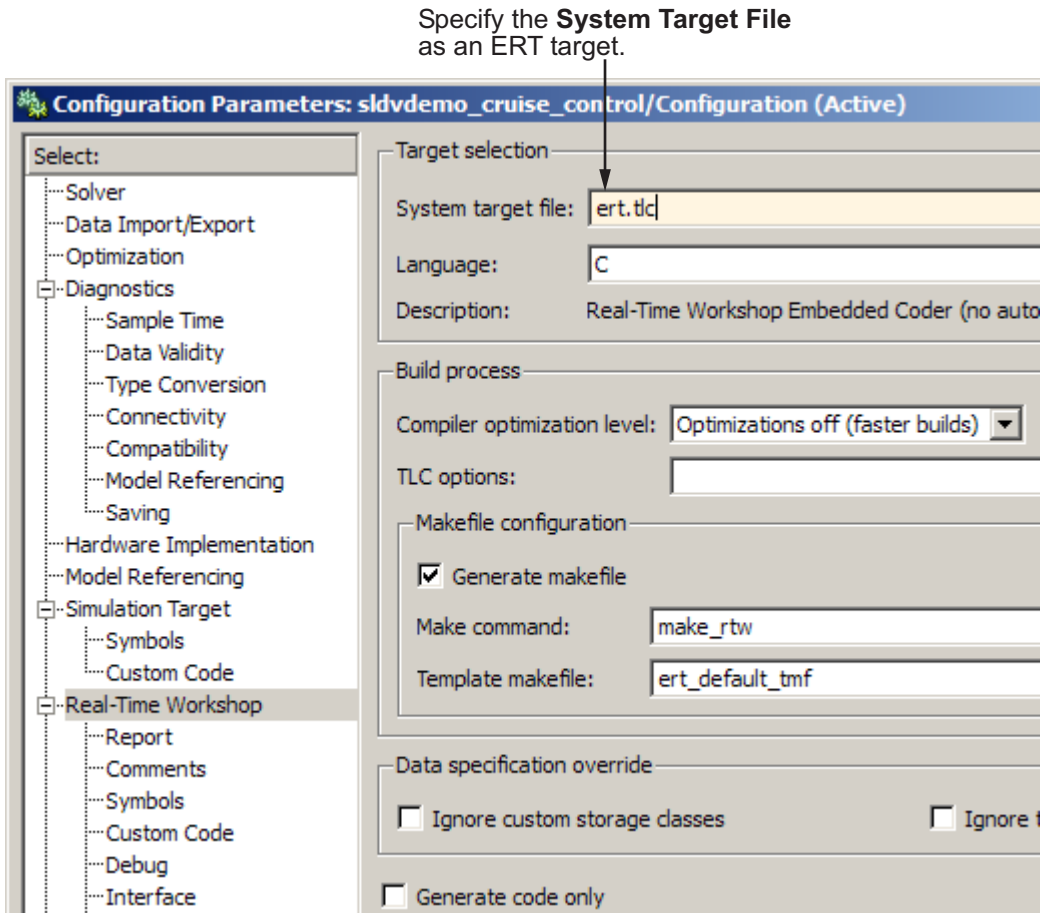 Specify the System Target File
as an ERT target.
Configuration Parameters: sldvdemo_cruise_control/Configuration (Active)
Select:
Solver
Data Import/Export
Optimization
Diagnostics
Sample Time
Data Validity
Type Conversion
Connectivity
Compatibility
Model Referencing
Saving
Hardware Implementation
Model Referencing
Simulation Target
Symbols
Custom Code
Real-Time Workshop
Report
Comments
Symbols
Custom Code
Debug
Interface
Target selection
System target file: ert.tlc
Language: C
Description: Real-Time Workshop Embedded Coder (no auto
Build process
Compiler optimization level: Optimizations off (faster builds)
TLC options:
Makefile configuration
Generate makefile
Make command: make_rtw
Template makefile: ert_default_tmf
Data specification override
Ignore custom storage classes Ignore t
Generate code only